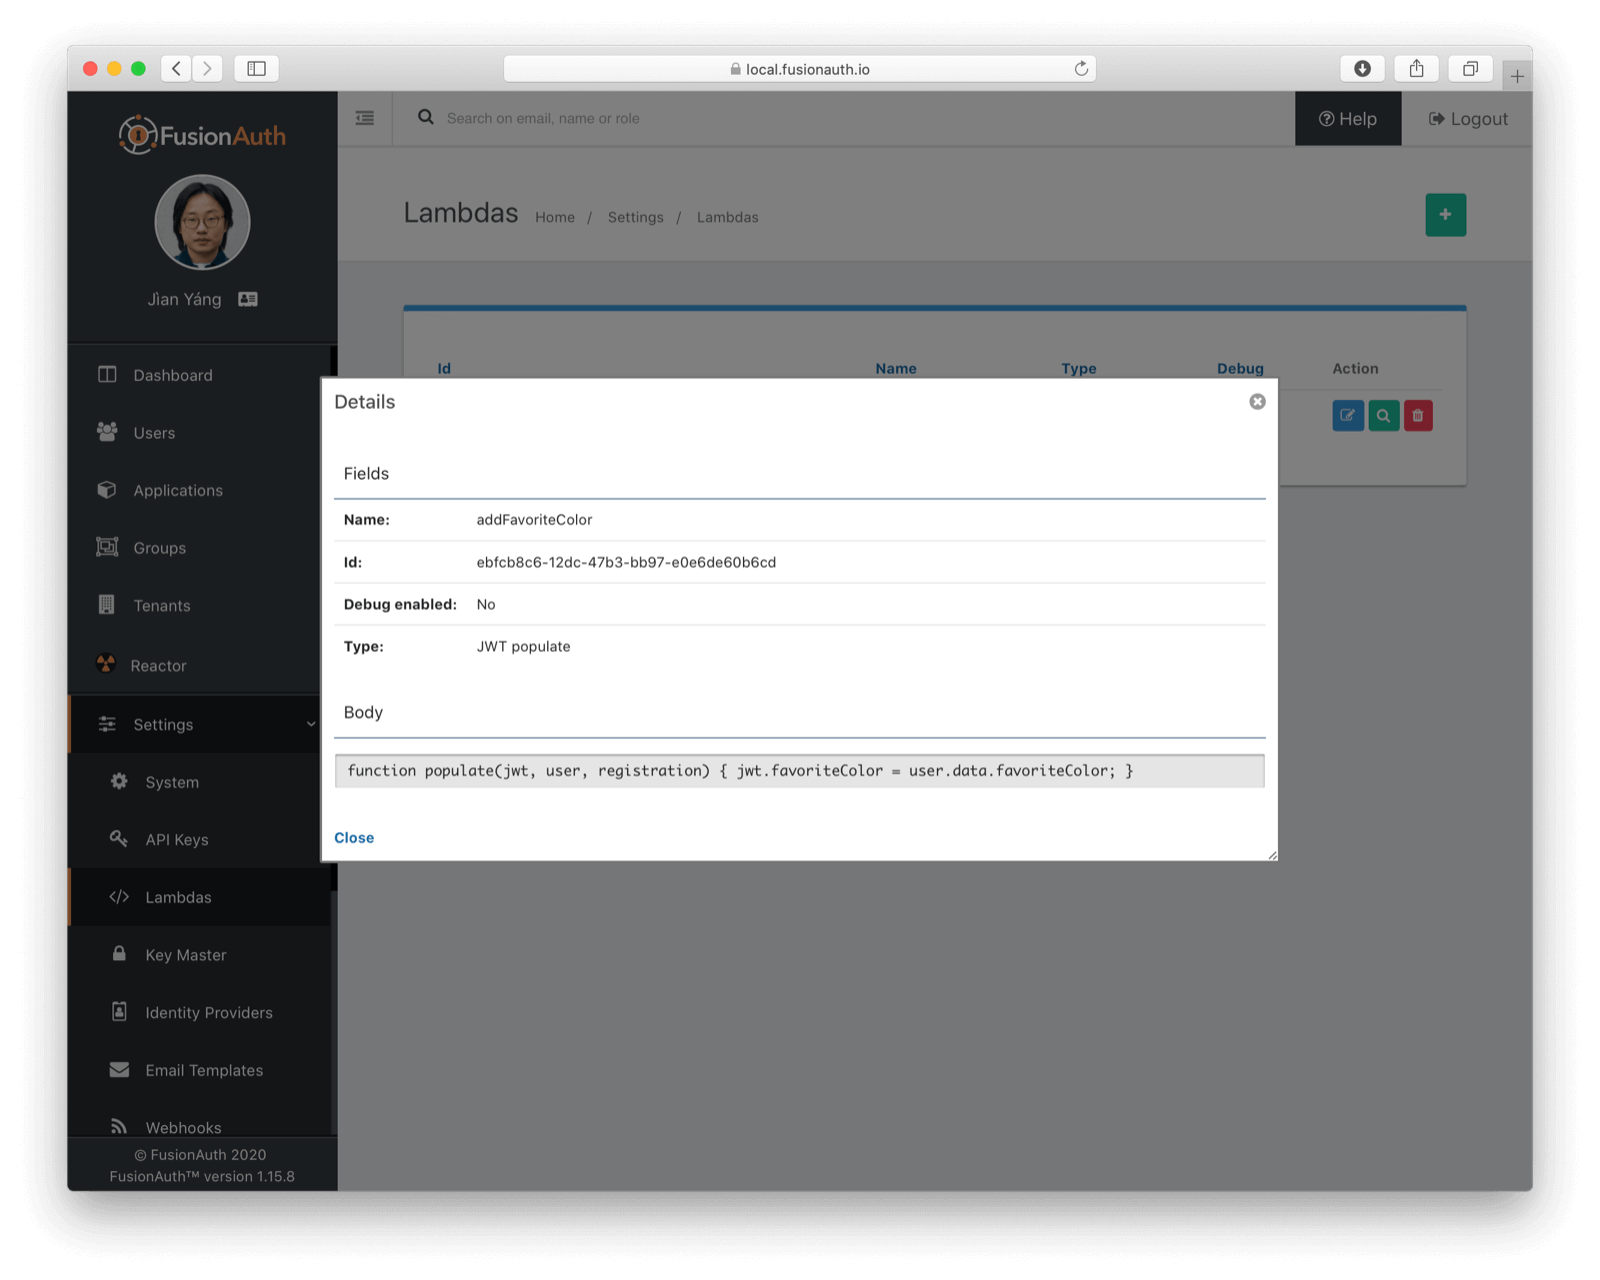 local.fusionauth.io
FusionAuth
Search on email, name or role
Help
Logout
Jìan Yáng
Lambdas
Home / Settings / Lambdas
Id Name Type Debug Action
Dashboard
Users
Applications
Groups
Tenants
Reactor
Settings
System
API Keys
Lambdas
Key Master
Identity Providers
Email Templates
Webhooks
© FusionAuth 2020
FusionAuth™ version 1.15.8
Details
Fields
Name: addFavoriteColor
Id: ebfcb8c6-12dc-47b3-bb97-e0e6de60b6cd
Debug enabled: No
Type: JWT populate
Body
function populate(jwt, user, registration) { jwt.favoriteColor = user.data.favoriteColor; }
Close